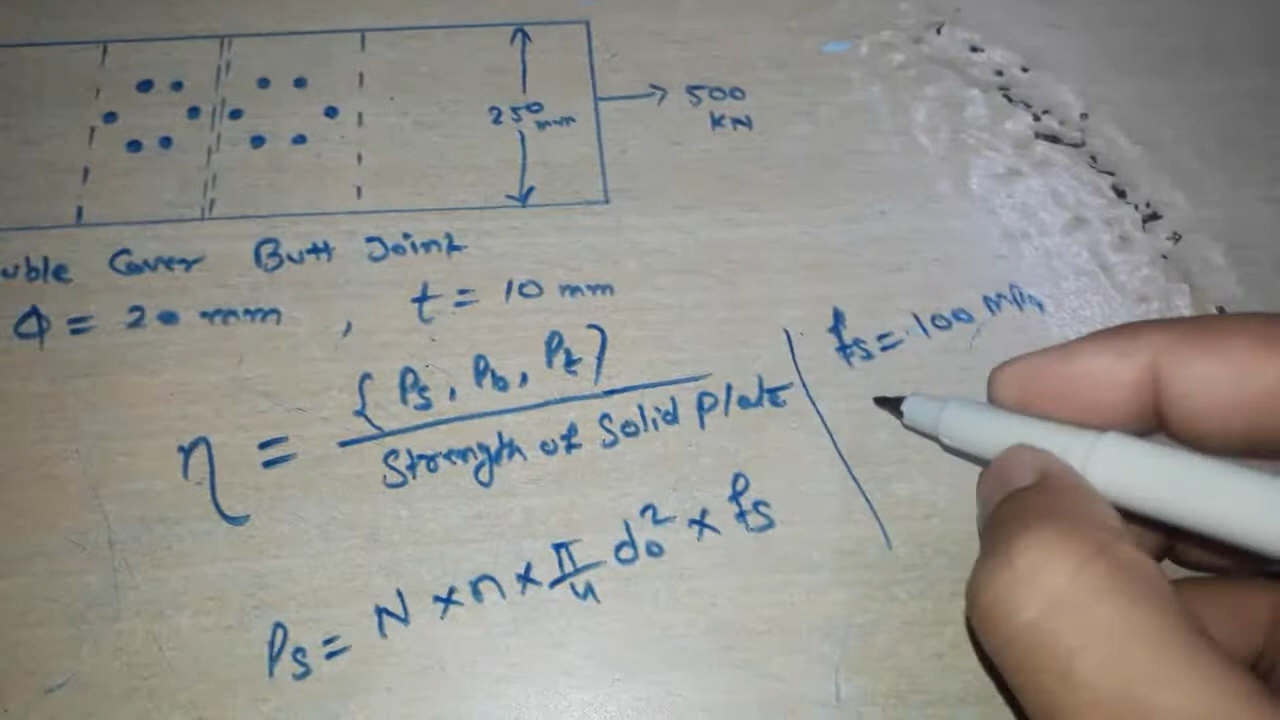 250 mm
500
KN
uble Cover Butt Joint
Φ = 20 mm , t = 10 mm
η = {Ps, Pb, Pt} / Strength of Solid Plate
fs = 100 MPa
Ps = N × n × π/4 do² × fs